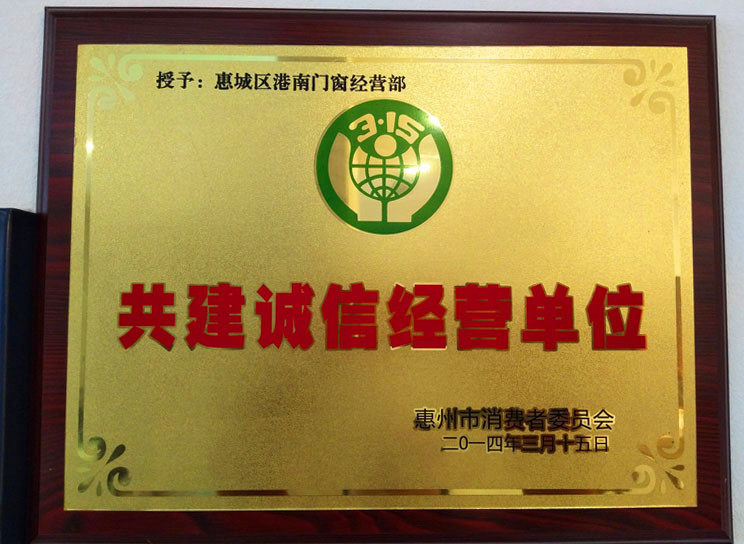 授予：惠城区港南门窗经营部
3·15
共建诚信经营单位
惠州市消费者委员会
二〇一四年三月十五日